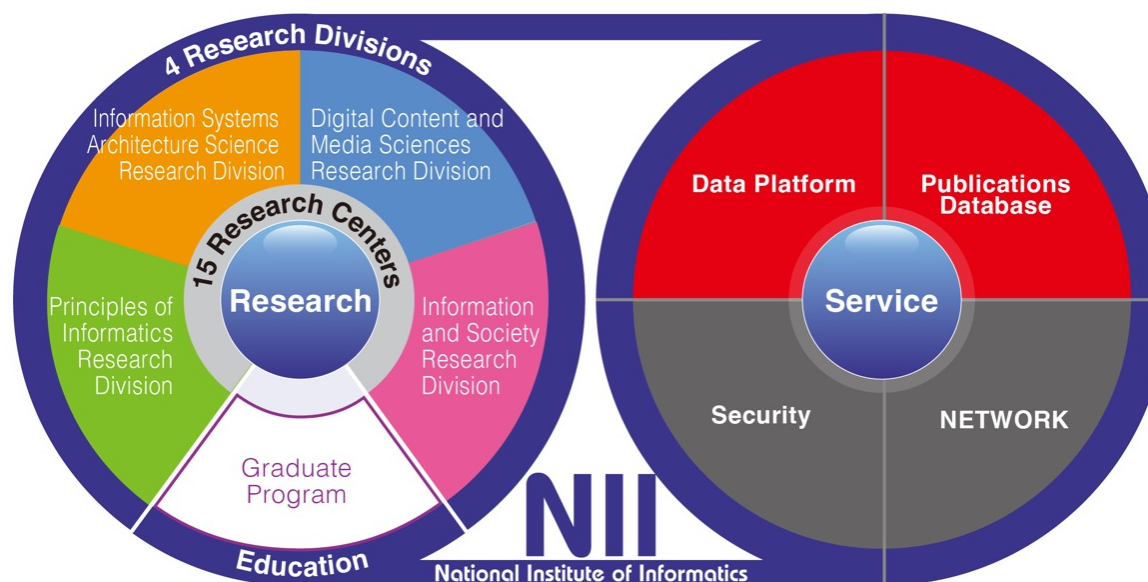 4 Research Divisions
Information Systems
Architecture Science
Research Division
Digital Content and
Media Sciences
Research Division
15 Research Centers
Research
Principles of
Informatics
Research
Division
Information
and Society
Research
Division
Graduate
Program
Education
Data Platform
Publications
Database
Service
Security
NETWORK
NII
National Institute of Informatics